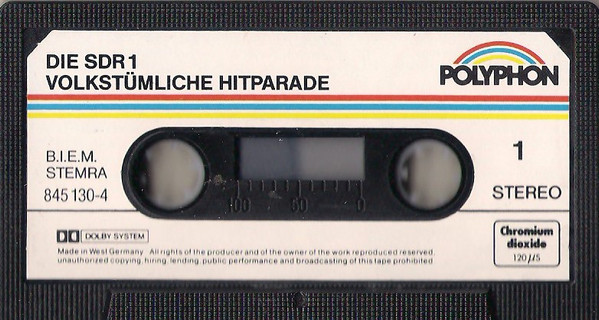 DIE SDR 1
VOLKSTÜMLICHE HITPARADE
POLYPHON
B.I.E.M.
STEMRA
845 130-4
1
STEREO
100 50 0
DOLBY SYSTEM
Made in West Germany All rights of the producer and of the owner of the work reproduced reserved.
unauthorized copying, hiring, lending, public performance and broadcasting of this tape prohibited
Chromium
dioxide
120 µS